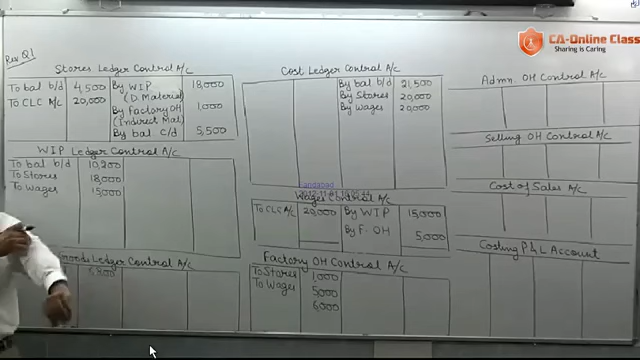 Rev Q1
CA-Online Class
Sharing is Caring
Stores Ledger Control A/c
To bal b/d 4,500 By WIP 18,000
To CLC A/c 20,000 (D. Material)
By Factory OH 1,000
(Indirect Mat)
By bal c/d 5,500
WIP Ledger Control A/c
To bal b/d 10,200
To Stores 18,000
To Wages 15,000
Goods Ledger Control A/c
Cost Ledger Control A/c
By bal b/d 21,500
By Stores 20,000
By Wages 20,000
Wages Control A/c
To CLC A/c 20,000 By WIP 15,000
By F. OH 5,000
Factory OH Control A/c
To Stores 1,000
To Wages 5,000
6,000
Admn. OH Control A/c
Selling OH Control A/c
Cost of Sales A/c
Costing P&L Account